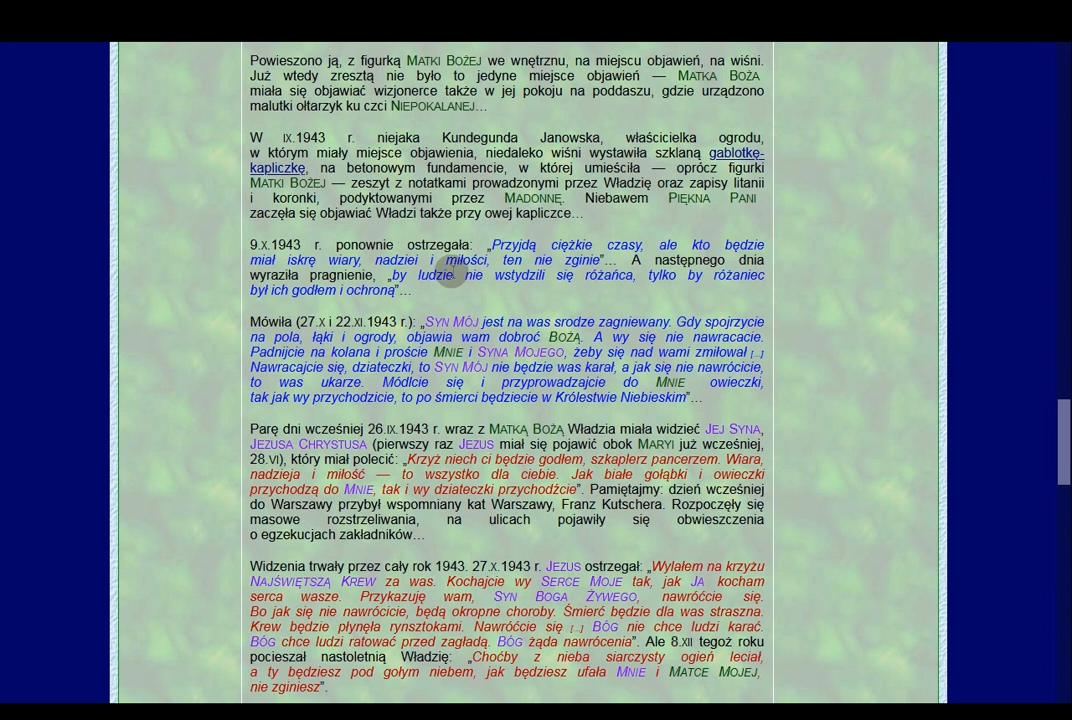 Powieszono ją, z figurką MATKI BOŻEJ we wnętrznu, na miejscu objawień, na wiśni.
Już wtedy zresztą nie było to jedyne miejsce objawień — MATKA BOŻA
miała się objawiać wizjonerce także w jej pokoju na poddaszu, gdzie urządzono
malutki ołtarzyk ku czci NIEPOKALANEJ…
W IX.1943 r. niejaka Kundegunda Janowska, właścicielka ogrodu,
w którym miały miejsce objawienia, niedaleko wiśni wystawiła szklaną gablotkę-
kapliczkę, na betonowym fundamencie, w której umieściła — oprócz figurki
MATKI BOŻEJ — zeszyt z notatkami prowadzonymi przez Władzię oraz zapisy litanii
i koronki, podyktowanymi przez MADONNĘ. Niebawem PIĘKNA PANI
zaczęła się objawiać Władzi także przy owej kapliczce…
9.X.1943 r. ponownie ostrzegała: „Przyjdą ciężkie czasy, ale kto będzie
miał iskrę wiary, nadziei i miłości, ten nie zginie”… A następnego dnia
wyraziła pragnienie, „by ludzie nie wstydzili się różańca, tylko by różaniec
był ich godłem i ochroną”…
Mówiła (27.X i 22.XI.1943 r.): „SYN MÓJ jest na was srodze zagniewany. Gdy spojrzycie
na pola, łąki i ogrody, objawia wam dobroć BOŻĄ. A wy się nie nawracacie.
Padnijcie na kolana i proście MNIE i SYNA MOJEGO, żeby się nad wami zmiłował [...]
Nawracajcie się, dziateczki, to SYN MÓJ nie będzie was karał, a jak się nie nawrócicie,
to was ukarze. Módlcie się i przyprowadzajcie do MNIE owieczki,
tak jak wy przychodzicie, to po śmierci będziecie w Królestwie Niebieskim”…
Parę dni wcześniej 26.IX.1943 r. wraz z MATKĄ BOŻĄ Władzia miała widzieć JEJ SYNA,
JEZUSA CHRYSTUSA (pierwszy raz JEZUS miał się pojawić obok MARYI już wcześniej,
28.VI), który miał polecić: „Krzyż niech ci będzie godłem, szkaplerz pancerzem. Wiara,
nadzieja i miłość — to wszystko dla ciebie. Jak białe gołąbki i owieczki
przychodzą do MNIE, tak i wy dziateczki przychodźcie”. Pamiętajmy: dzień wcześniej
do Warszawy przybył wspomniany kat Warszawy, Franz Kutschera. Rozpoczęły się
masowe rozstrzeliwania, na ulicach pojawiły się obwieszczenia
o egzekucjach zakładników…
Widzenia trwały przez cały rok 1943. 27.X.1943 r. JEZUS ostrzegał: „Wylałem na krzyżu
NAJŚWIĘTSZĄ KREW za was. Kochajcie wy SERCE MOJE tak, jak JA kocham
serca wasze. Przykazuję wam, SYN BOGA ŻYWEGO, nawróćcie się.
Bo jak się nie nawrócicie, będą okropne choroby. Śmierć będzie dla was straszna.
Krew będzie płynęła rynsztokami. Nawróćcie się [...] BÓG nie chce ludzi karać.
BÓG chce ludzi ratować przed zagładą. BÓG żąda nawrócenia”. Ale 8.XII tegoż roku
pocieszał nastoletnią Władzię: „Choćby z nieba siarczysty ogień leciał,
a ty będziesz pod gołym niebem, jak będziesz ufała MNIE i MATCE MOJEJ,
nie zginiesz”.